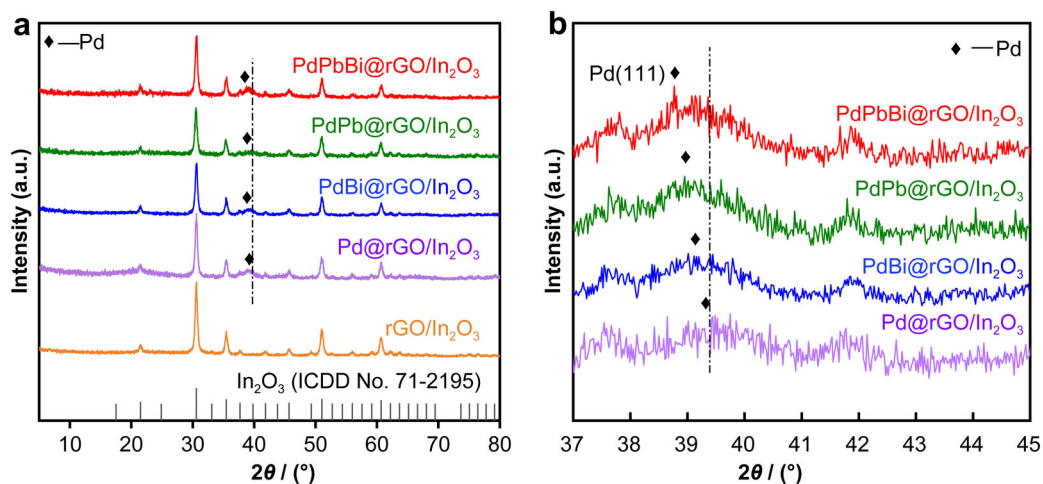 a
◆ —Pd
PdPbBi@rGO/In₂O₃
PdPb@rGO/In₂O₃
PdBi@rGO/In₂O₃
Pd@rGO/In₂O₃
rGO/In₂O₃
In₂O₃ (ICDD No. 71-2195)
Intensity (a.u.)
10 20 30 40 50 60 70 80
2θ / (°)
b
◆ —Pd
Pd(111)
PdPbBi@rGO/In₂O₃
PdPb@rGO/In₂O₃
PdBi@rGO/In₂O₃
Pd@rGO/In₂O₃
Intensity (a.u.)
37 38 39 40 41 42 43 44 45
2θ / (°)